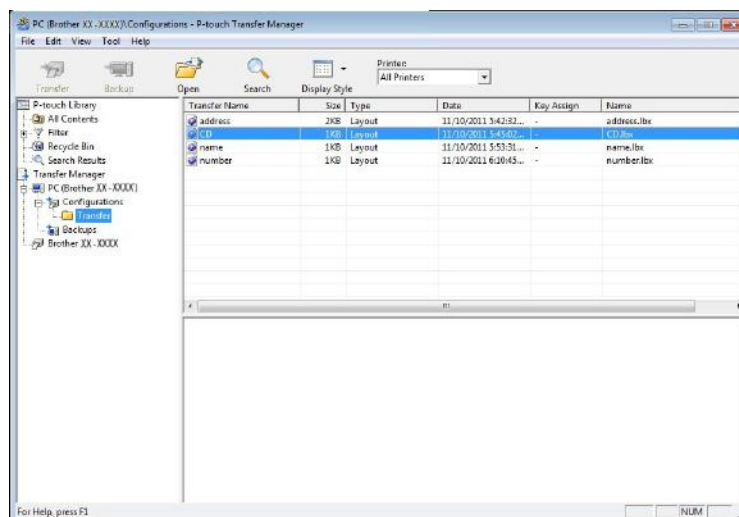 PC (Brother XX-XXXX)\Configurations - P-touch Transfer Manager
File Edit View Tool Help
Transfer Backup Open Search Display Style Printer:
All Printers
P-touch Library
All Contents
Filter
Recycle Bin
Search Results
Transfer Manager
PC (Brother XX-XXXX)
Configurations
Transfer
Backups
Brother XX-XXXX
Transfer Name Size Type Date Key Assign Name
address 2KB Layout 11/10/2011 5:42:32... - address.lbx
CD 1KB Layout 11/10/2011 5:45:02... - CD.lbx
name 1KB Layout 11/10/2011 5:53:31... - name.lbx
number 1KB Layout 11/10/2011 6:10:45... - number.lbx
For Help, press F1 NUM